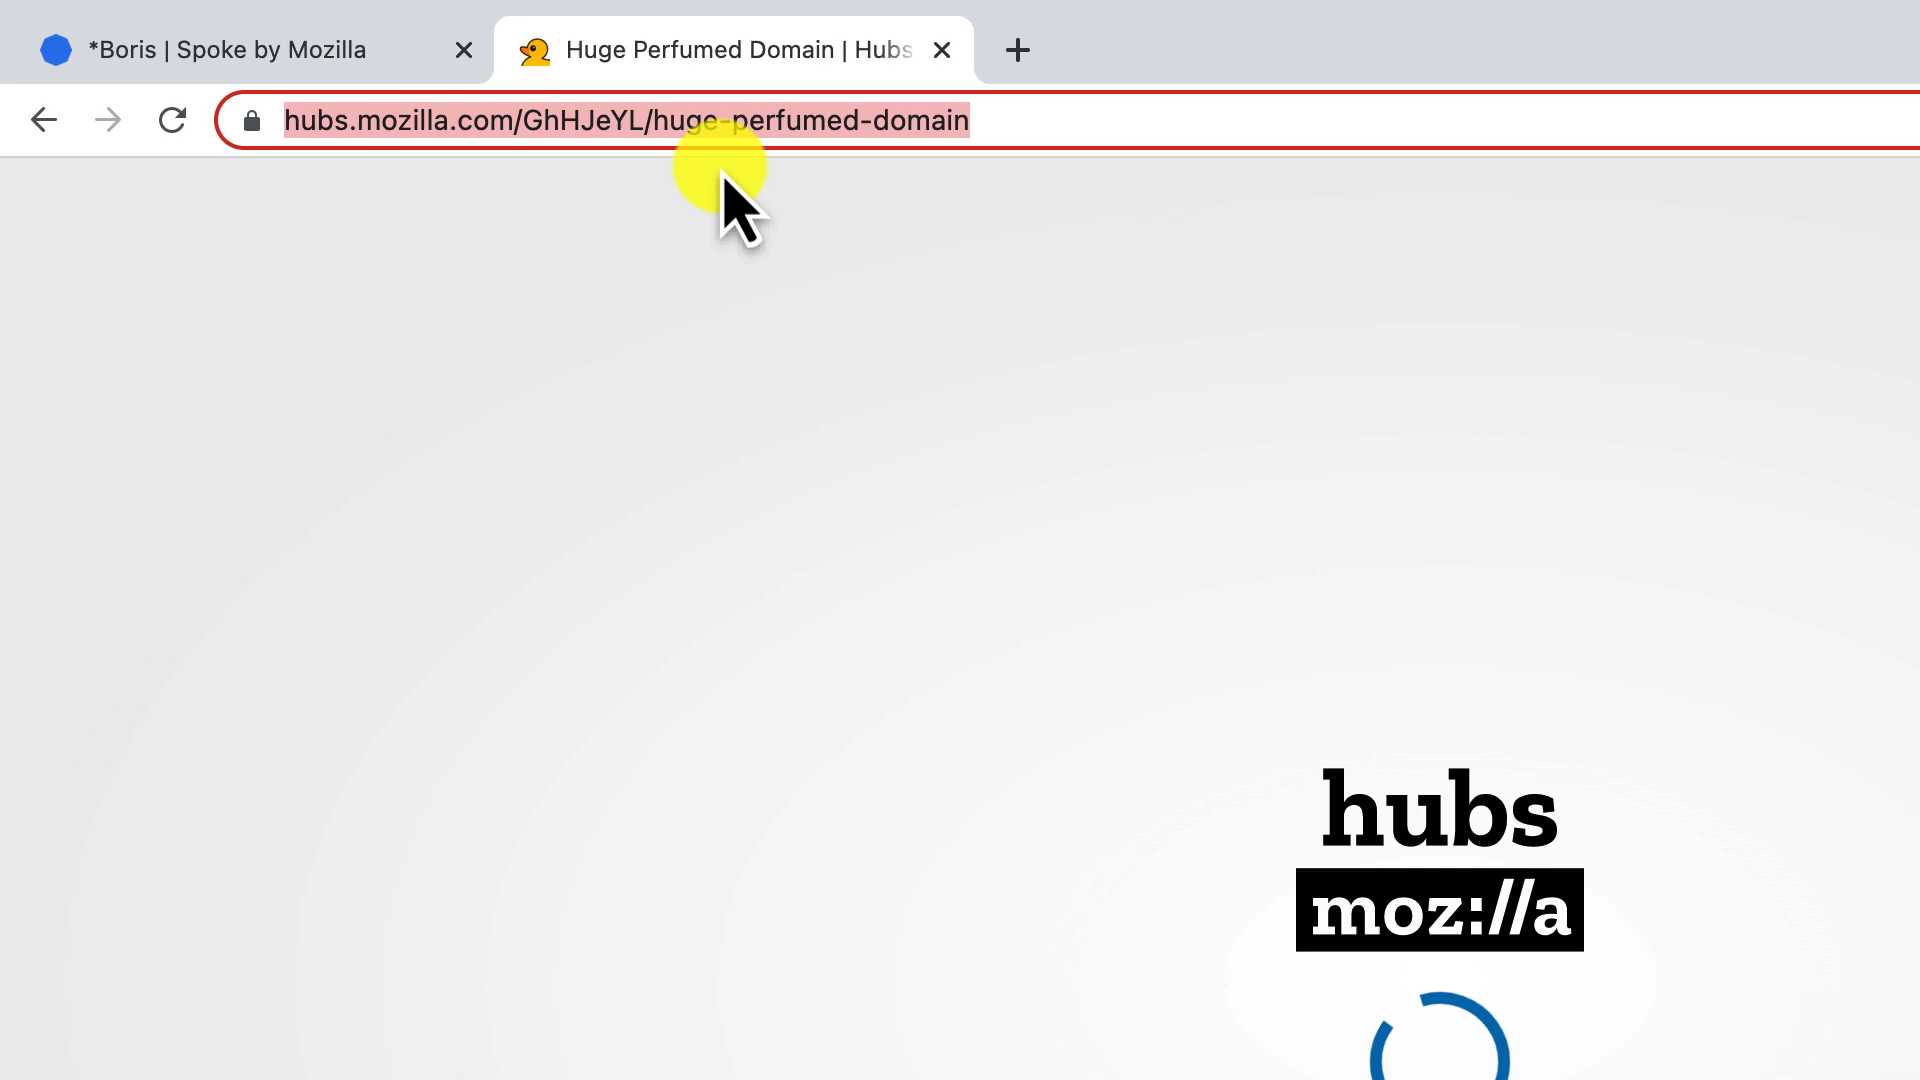 *Boris | Spoke by Mozilla
Huge Perfumed Domain | Hubs
hubs.mozilla.com/GhHJeYL/huge-perfumed-domain
hubs
moz://a